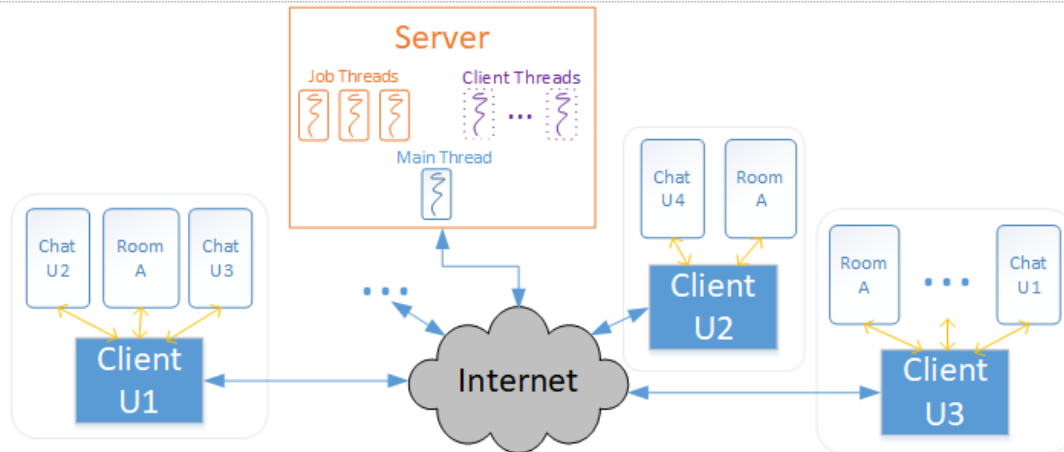 Server
Job Threads
Client Threads
...
Main Thread
Chat
U2
Room
A
Chat
U3
Client
U1
...
Internet
Chat
U4
Room
A
Client
U2
Room
A
...
Chat
U1
Client
U3